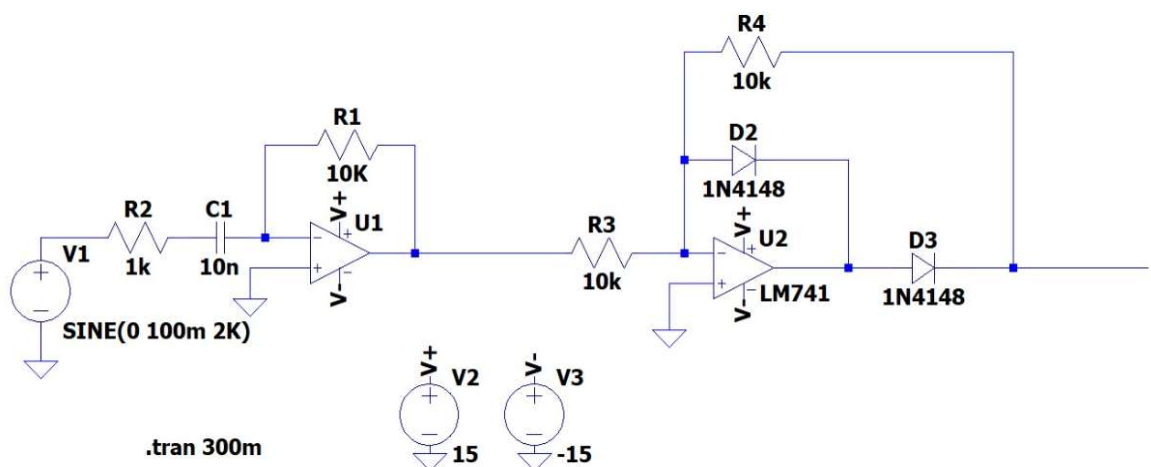 R4
10k
R1
10K
D2
1N4148
R2
C1
V+
U1
R3
V+
U2
D3
V1
1k
10n
V-
10k
V-
LM741
1N4148
SINE(0 100m 2K)
V+
V2
V-
V3
.tran 300m
15
-15